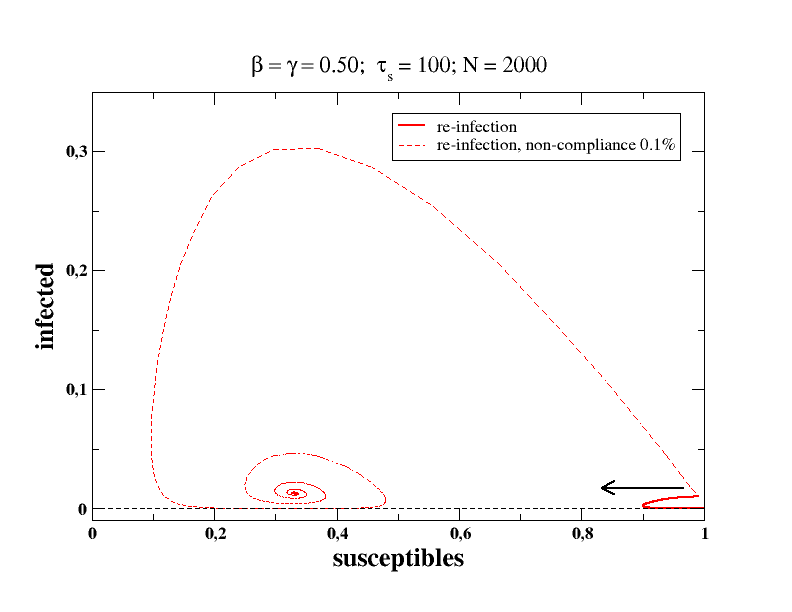 β = γ = 0.50; τs = 100; N = 2000
re-infection
re-infection, non-compliance 0.1%
infected
0,3
0,2
0,1
0
0 0,2 0,4 0,6 0,8 1
susceptibles